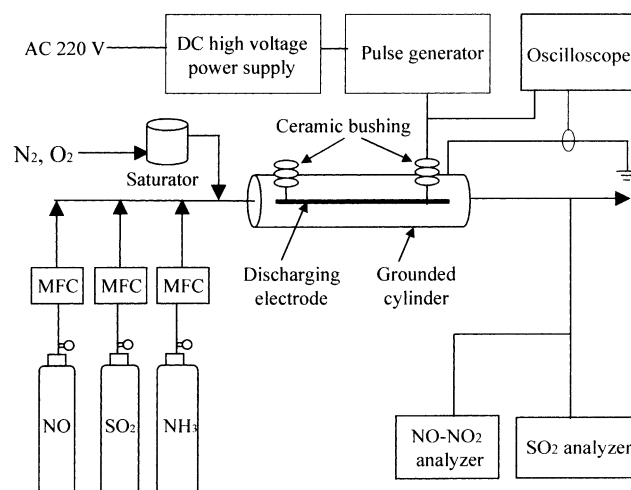 AC 220 V
DC high voltage
power supply
Pulse generator
Oscilloscope
Ceramic bushing
N2, O2
Saturator
MFC
MFC
MFC
Discharging
electrode
Grounded
cylinder
NO
SO2
NH3
NO-NO2
analyzer
SO2 analyzer